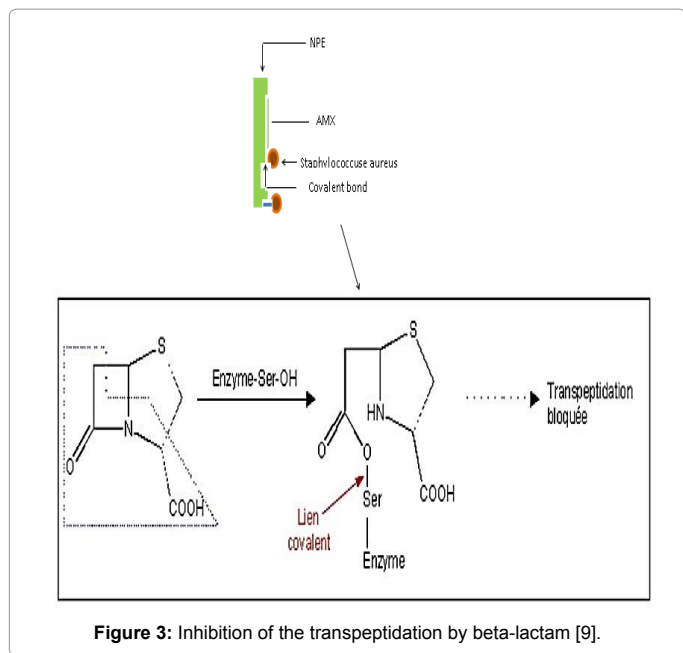 NPE
AMX
Staphylococcuse aureus
Covalent bond
S
Enzyme-Ser-OH
N
O
COOH
S
HN
O
O
COOH
Ser
Lien
covalent
Enzyme
Transpeptidation
bloquée
Figure 3: Inhibition of the transpeptidation by beta-lactam [9].